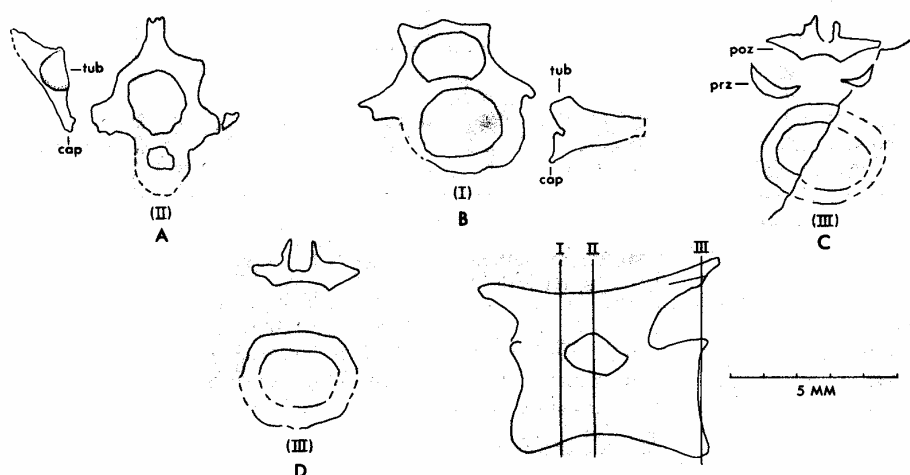 tub
cap
(II)
A
tub
cap
(I)
B
poz
prz
(III)
C
(III)
D
I II III
5 MM